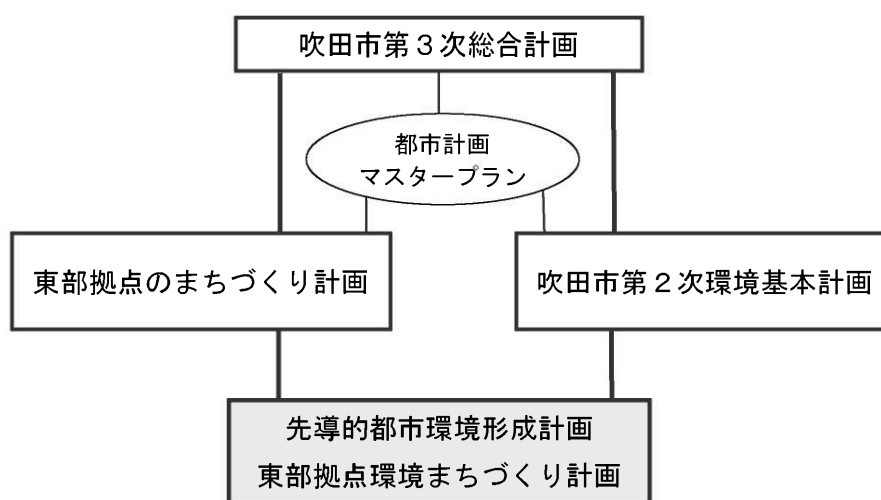 吹田市第３次総合計画
都市計画
マスタープラン
東部拠点のまちづくり計画
吹田市第２次環境基本計画
先導的都市環境形成計画
東部拠点環境まちづくり計画